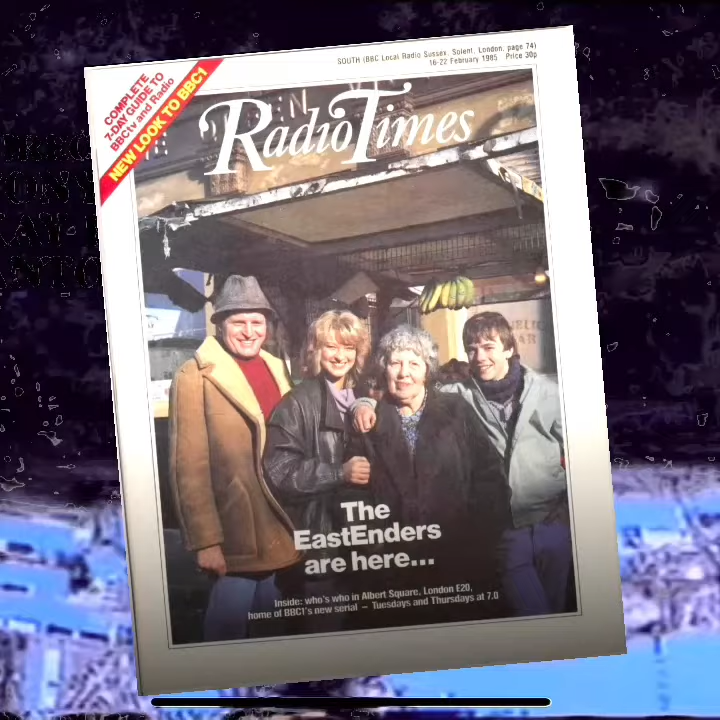 SOUTH (BBC Local Radio Sussex, Solent, London, page 74)
16-22 February 1985 Price 30p
COMPLETE
7-DAY GUIDE TO
BBCtv and Radio
NEW LOOK TO BBC1
RadioTimes
The
EastEnders
are here...
Inside: who's who in Albert Square, London E20,
home of BBC1's new serial – Tuesdays and Thursdays at 7.0